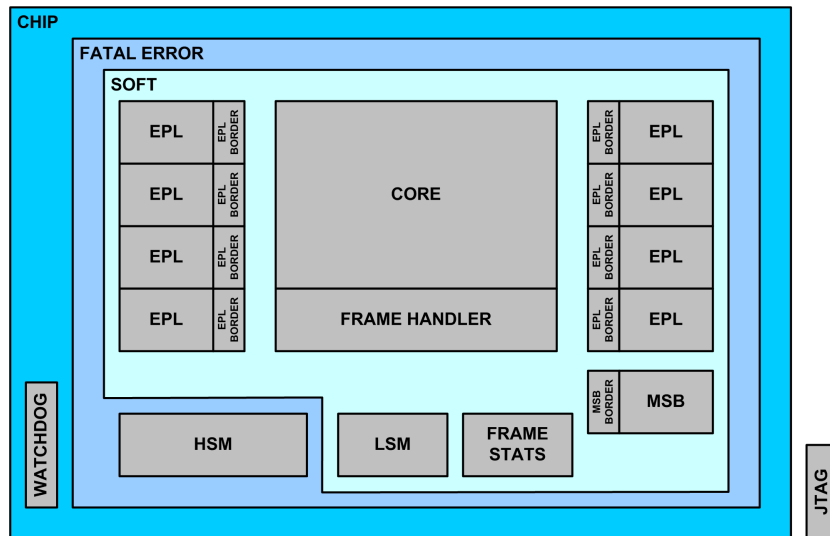 CHIP
FATAL ERROR
SOFT
EPL
EPL
BORDER
EPL
EPL
BORDER
EPL
EPL
BORDER
EPL
EPL
BORDER
CORE
FRAME HANDLER
EPL
BORDER
EPL
EPL
BORDER
EPL
EPL
BORDER
EPL
EPL
BORDER
EPL
MSB
BORDER
MSB
WATCHDOG
HSM
LSM
FRAME
STATS
JTAG